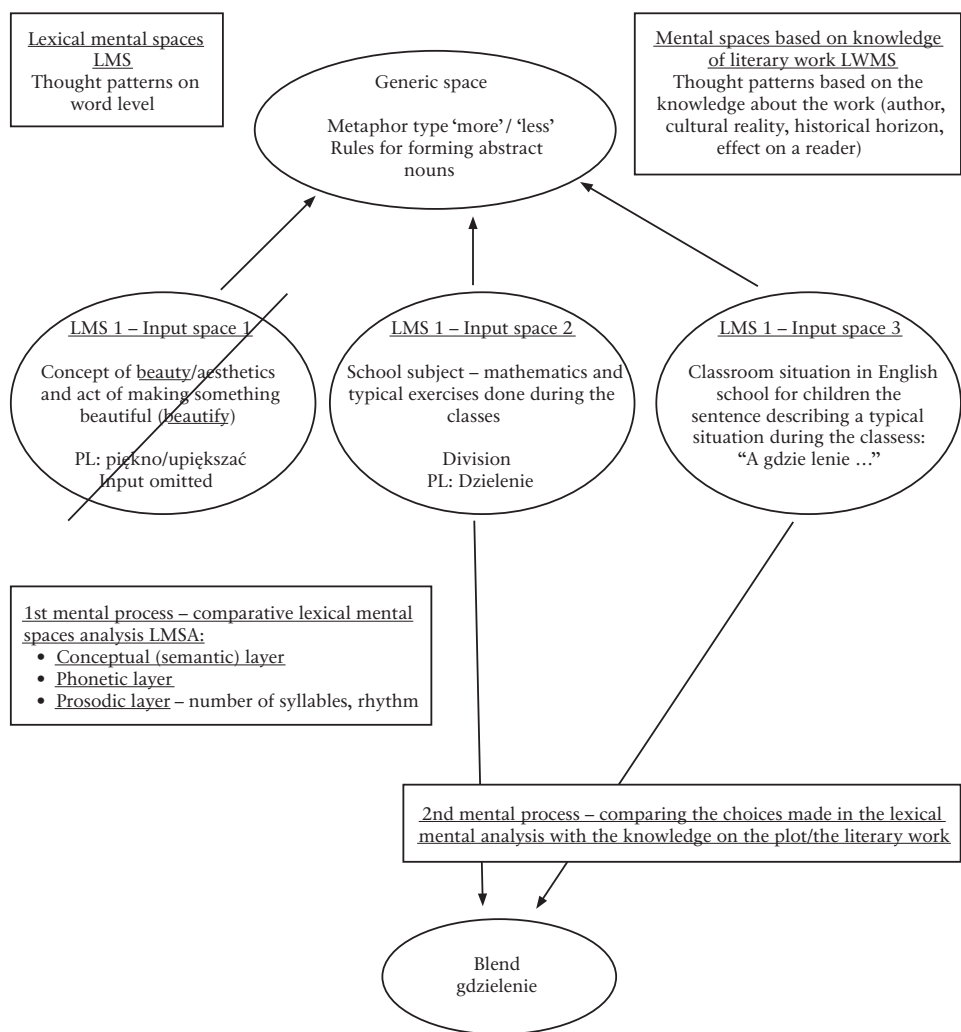 Lexical mental spaces
LMS
Thought patterns on
word level
Mental spaces based on knowledge
of literary work LWMS
Thought patterns based on the
knowledge about the work (author,
cultural reality, historical horizon,
effect on a reader)
Generic space
Metaphor type ‘more’/ ‘less’
Rules for forming abstract
nouns
LMS 1 – Input space 1
Concept of beauty/aesthetics
and act of making something
beautiful (beautify)
PL: piękno/upiększać
Input omitted
LMS 1 – Input space 2
School subject – mathematics and
typical exercises done during the
classes
Division
PL: Dzielenie
LMS 1 – Input space 3
Classroom situation in English
school for children the
sentence describing a typical
situation during the classess:
“A gdzie lenie ...”
1st mental process – comparative lexical mental
spaces analysis LMSA:
• Conceptual (semantic) layer
• Phonetic layer
• Prosodic layer – number of syllables, rhythm
2nd mental process – comparing the choices made in the lexical
mental analysis with the knowledge on the plot/the literary work
Blend
gdzielenie